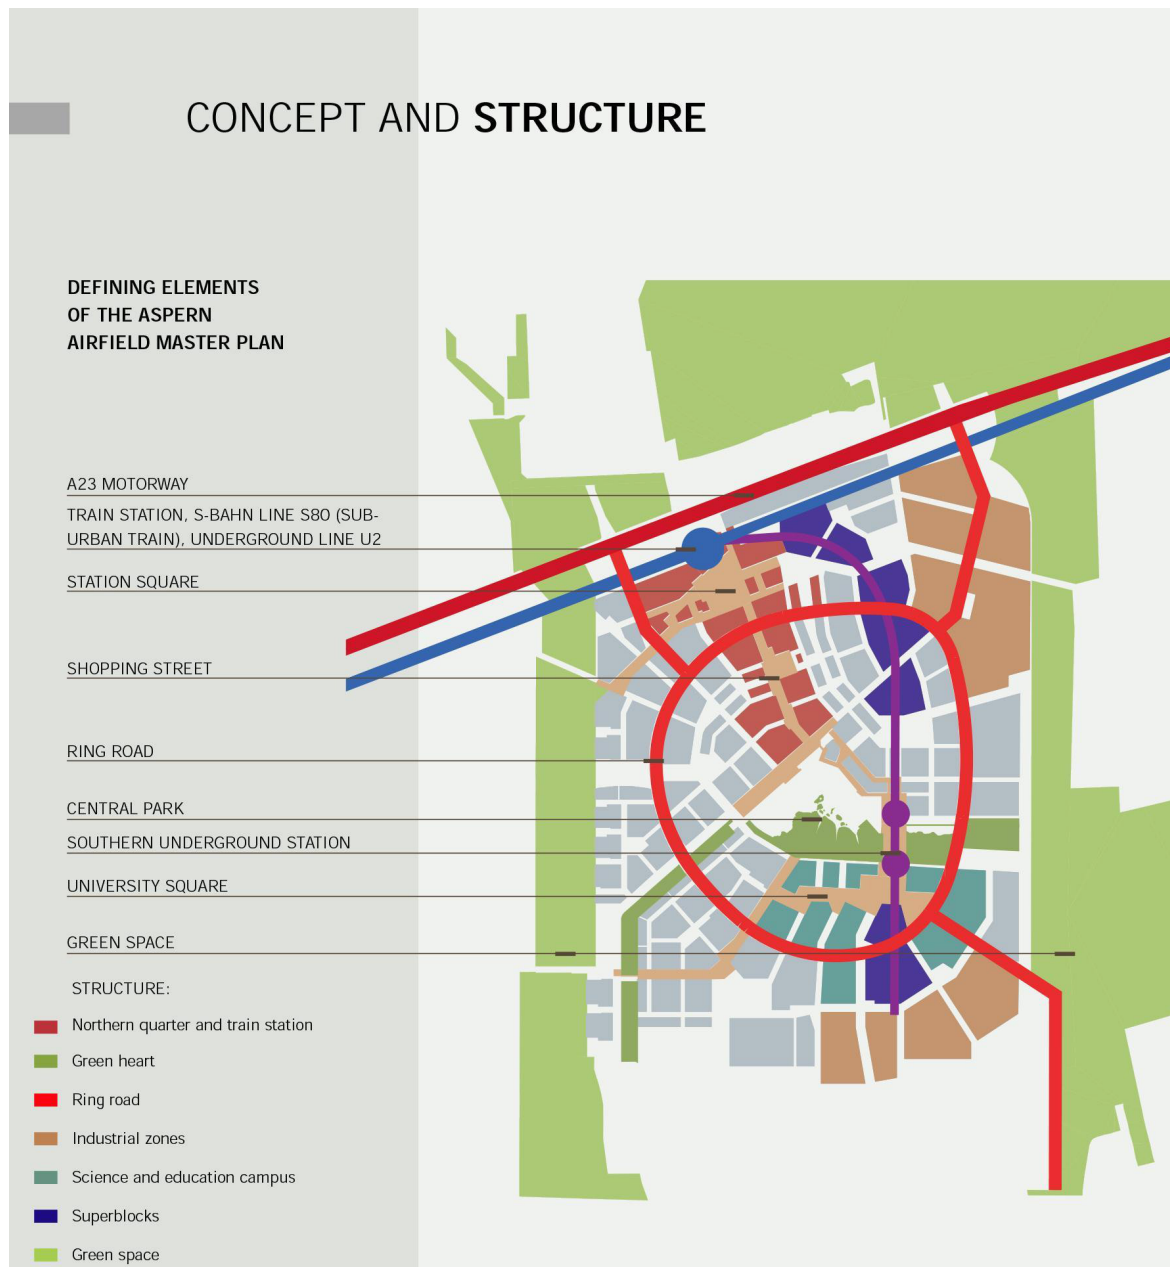 CONCEPT AND STRUCTURE
DEFINING ELEMENTS
OF THE ASPERN
AIRFIELD MASTER PLAN
A23 MOTORWAY
TRAIN STATION, S-BAHN LINE S80 (SUB-
URBAN TRAIN), UNDERGROUND LINE U2
STATION SQUARE
SHOPPING STREET
RING ROAD
CENTRAL PARK
SOUTHERN UNDERGROUND STATION
UNIVERSITY SQUARE
GREEN SPACE
STRUCTURE:
Northern quarter and train station
Green heart
Ring road
Industrial zones
Science and education campus
Superblocks
Green space